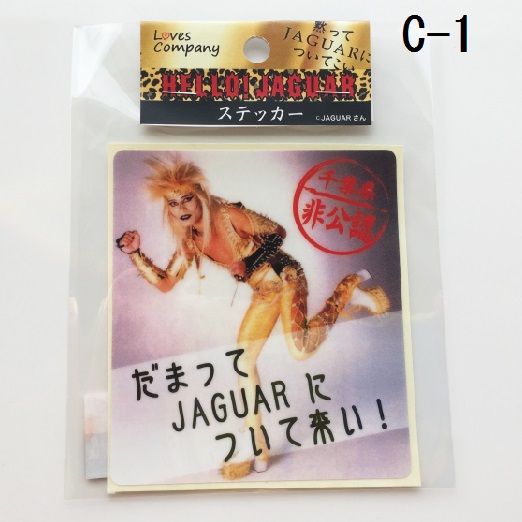 C-1
Loves
Company
黙って
JAGUARに
ついてこい
HELLO! JAGUAR
ステッカー
©JAGUARさん
千葉県
非公認
だまって
JAGUARに
ついて来い!